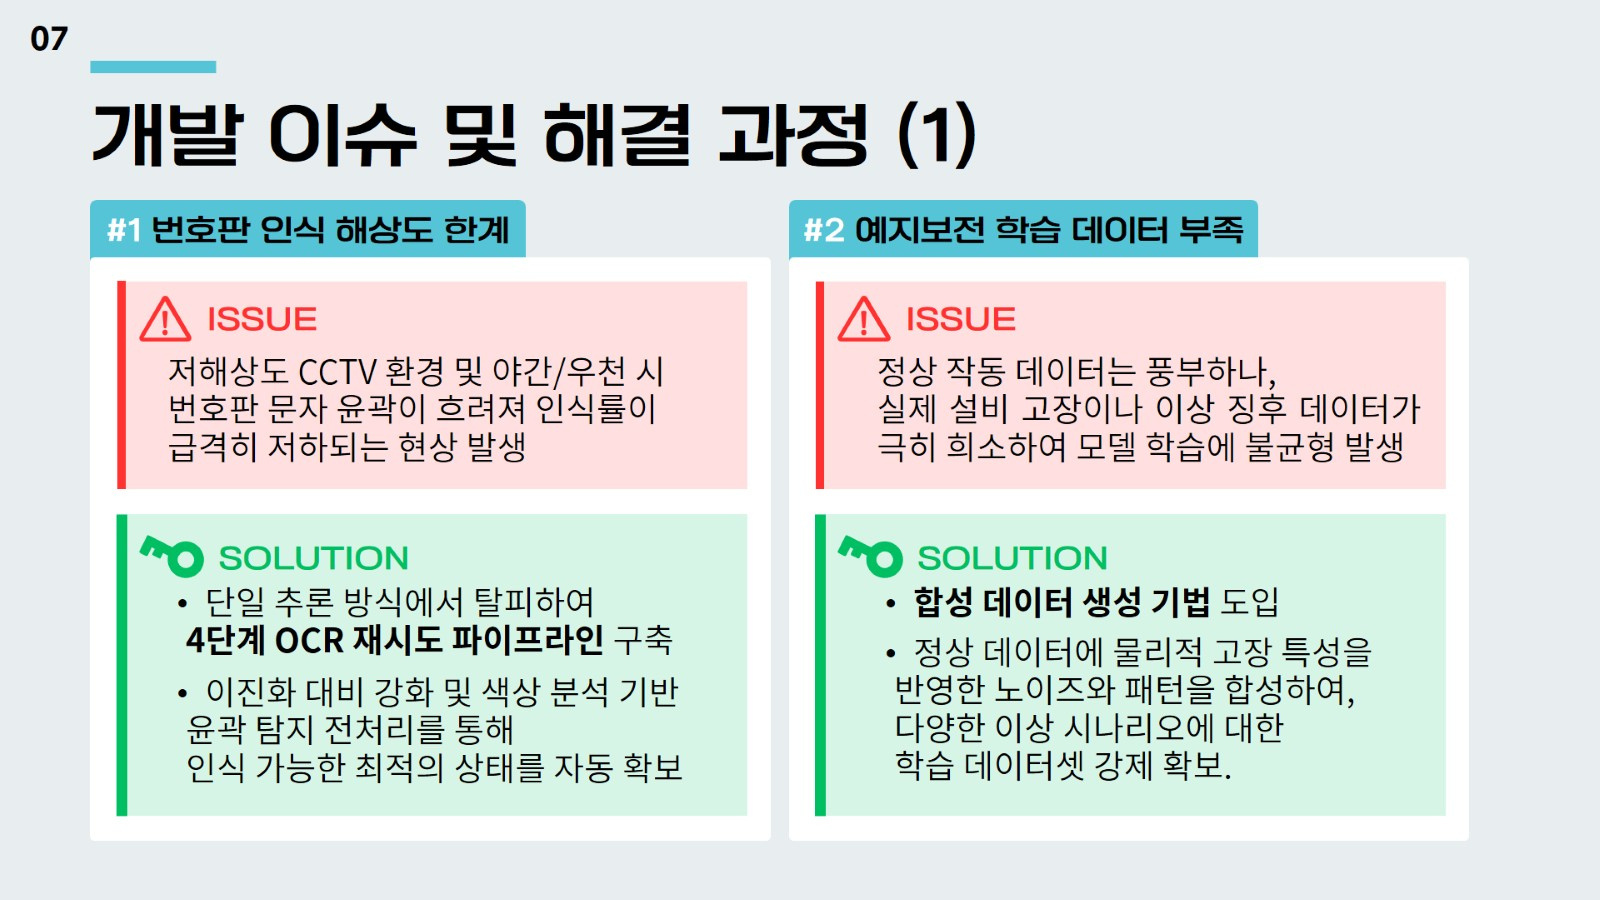 07
개발 이슈 및 해결 과정 (1)
#1 번호판 인식 해상도 한계
ISSUE
저해상도 CCTV 환경 및 야간/우천 시
번호판 문자 윤곽이 흐려져 인식률이
급격히 저하되는 현상 발생
SOLUTION
• 단일 추론 방식에서 탈피하여
4단계 OCR 재시도 파이프라인 구축
• 이진화 대비 강화 및 색상 분석 기반
윤곽 탐지 전처리를 통해
인식 가능한 최적의 상태를 자동 확보
#2 예지보전 학습 데이터 부족
ISSUE
정상 작동 데이터는 풍부하나,
실제 설비 고장이나 이상 징후 데이터가
극히 희소하여 모델 학습에 불균형 발생
SOLUTION
• 합성 데이터 생성 기법 도입
• 정상 데이터에 물리적 고장 특성을
반영한 노이즈와 패턴을 합성하여,
다양한 이상 시나리오에 대한
학습 데이터셋 강제 확보.